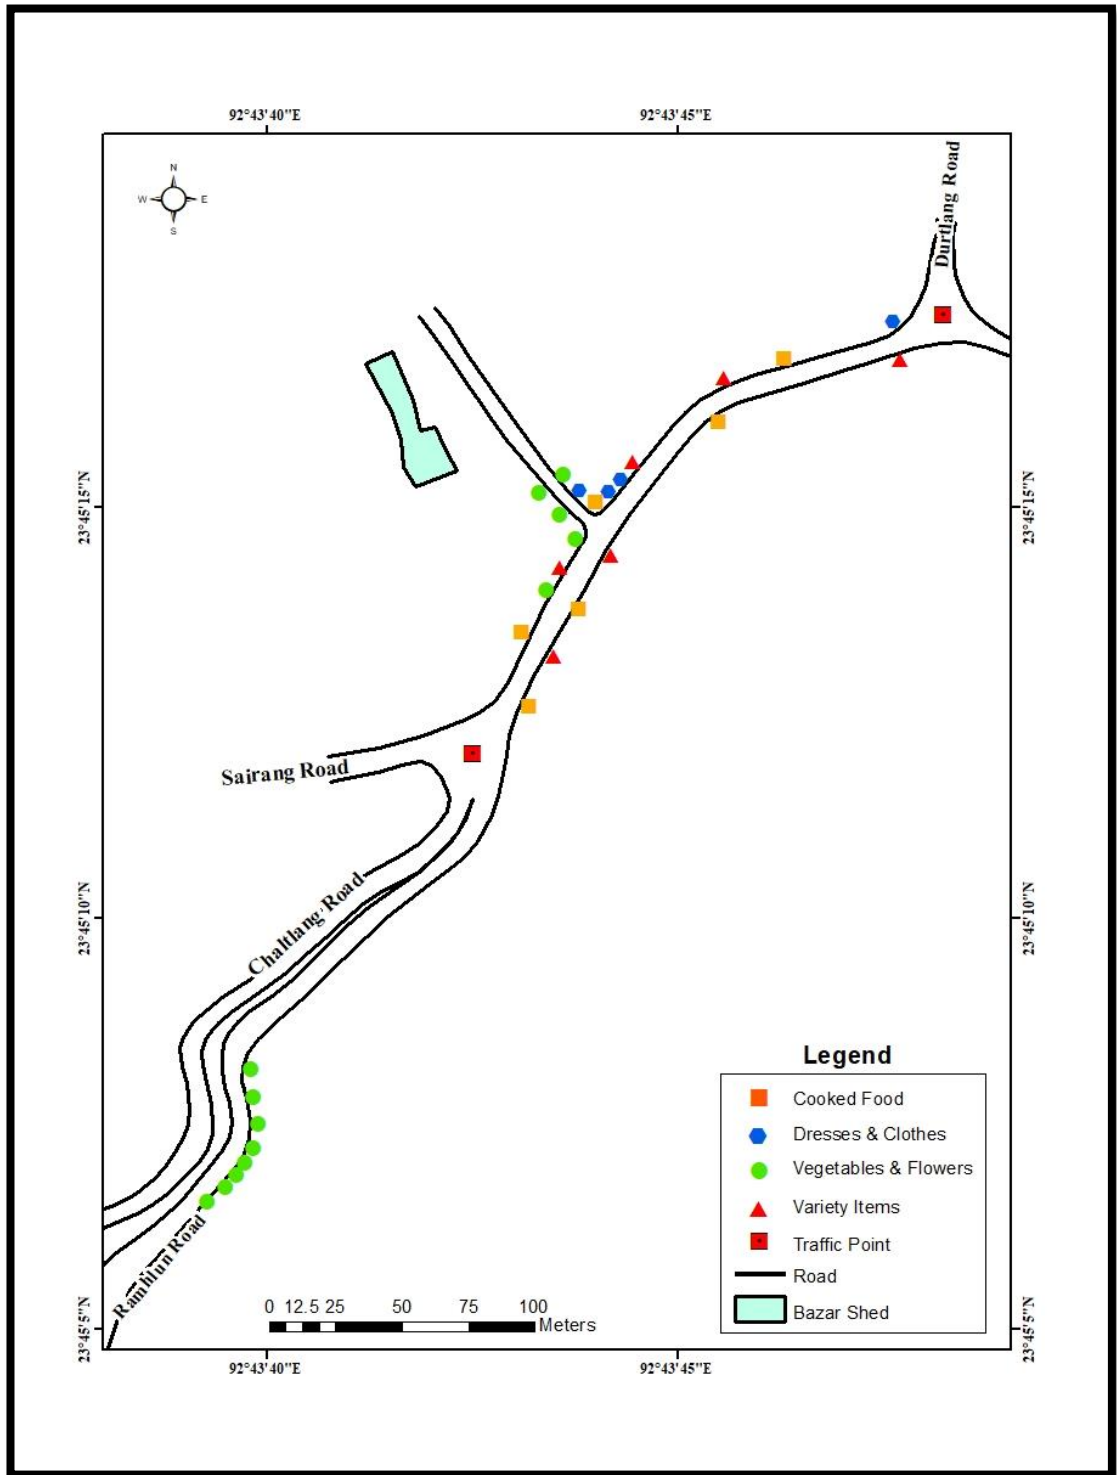 92°43'40"E
92°43'45"E
N
W E
S
Durtlang Road
23°45'15"N
23°45'15"N
Sairang Road
Chaltlang Road
23°45'10"N
23°45'10"N
Legend
Cooked Food
Dresses & Clothes
Vegetables & Flowers
Variety Items
Traffic Point
Road
Bazar Shed
Ramhlun Road
0 12.5 25 50 75 100
Meters
23°45'5"N
23°45'5"N
92°43'40"E
92°43'45"E